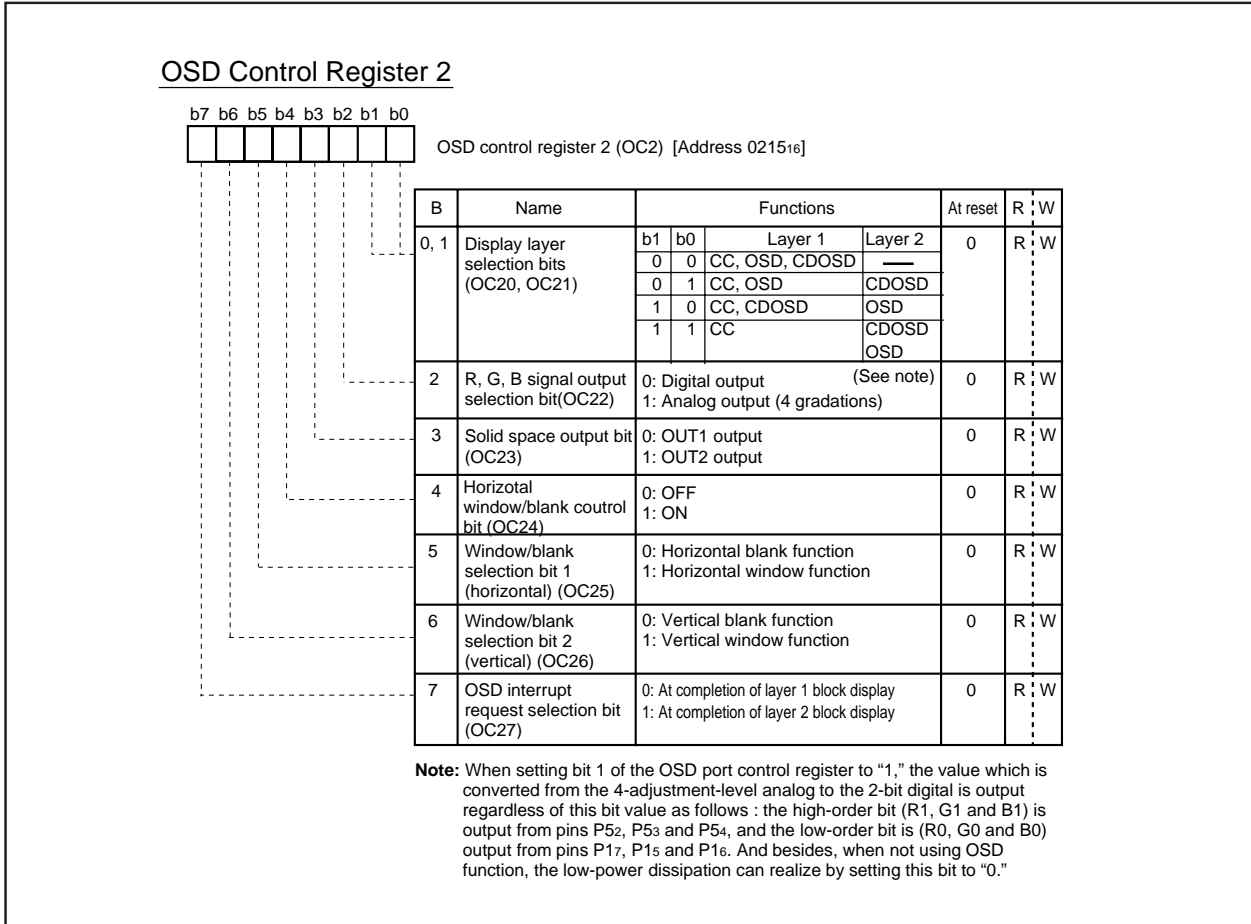 OSD Control Register 2
b7 b6 b5 b4 b3 b2 b1 b0
OSD control register 2 (OC2) [Address 021516]
B Name Functions At reset R W
0, 1 Display layer selection bits (OC20, OC21) 0 R W
b1 b0 Layer 1 Layer 2
0 0 CC, OSD, CDOSD —
0 1 CC, OSD CDOSD
1 0 CC, CDOSD OSD
1 1 CC CDOSD
OSD
2 R, G, B signal output 0: Digital output (See note) 0 R W
selection bit(OC22) 1: Analog output (4 gradations)
3 Solid space output bit 0: OUT1 output 0 R W
(OC23) 1: OUT2 output
4 Horizotal 0: OFF 0 R W
window/blank coutrol 1: ON
bit (OC24)
5 Window/blank 0: Horizontal blank function 0 R W
selection bit 1 1: Horizontal window function
(horizontal) (OC25)
6 Window/blank 0: Vertical blank function 0 R W
selection bit 2 1: Vertical window function
(vertical) (OC26)
7 OSD interrupt 0: At completion of layer 1 block display 0 R W
request selection bit 1: At completion of layer 2 block display
(OC27)
Note: When setting bit 1 of the OSD port control register to “1,” the value which is
converted from the 4-adjustment-level analog to the 2-bit digital is output
regardless of this bit value as follows : the high-order bit (R1, G1 and B1) is
output from pins P52, P53 and P54, and the low-order bit is (R0, G0 and B0)
output from pins P17, P15 and P16. And besides, when not using OSD
function, the low-power dissipation can realize by setting this bit to “0.”